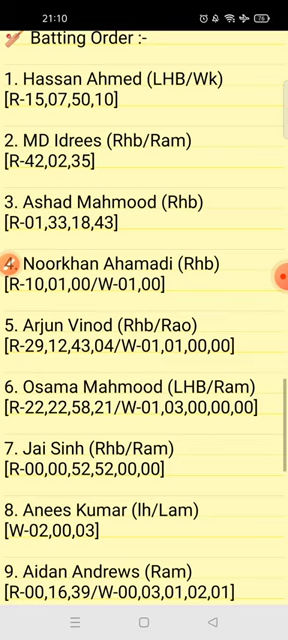 21:10
76
Batting Order :-
1. Hassan Ahmed (LHB/Wk)
[R-15,07,50,10]
2. MD Idrees (Rhb/Ram)
[R-42,02,35]
3. Ashad Mahmood (Rhb)
[R-01,33,18,43]
4. Noorkhan Ahamadi (Rhb)
[R-10,01,00/W-01,00]
5. Arjun Vinod (Rhb/Rao)
[R-29,12,43,04/W-01,01,00,00]
6. Osama Mahmood (LHB/Ram)
[R-22,22,58,21/W-01,03,00,00,00]
7. Jai Sinh (Rhb/Ram)
[R-00,00,52,52,00,00]
8. Anees Kumar (lh/Lam)
[W-02,00,03]
9. Aidan Andrews (Ram)
[R-00,16,39/W-00,03,01,02,01]